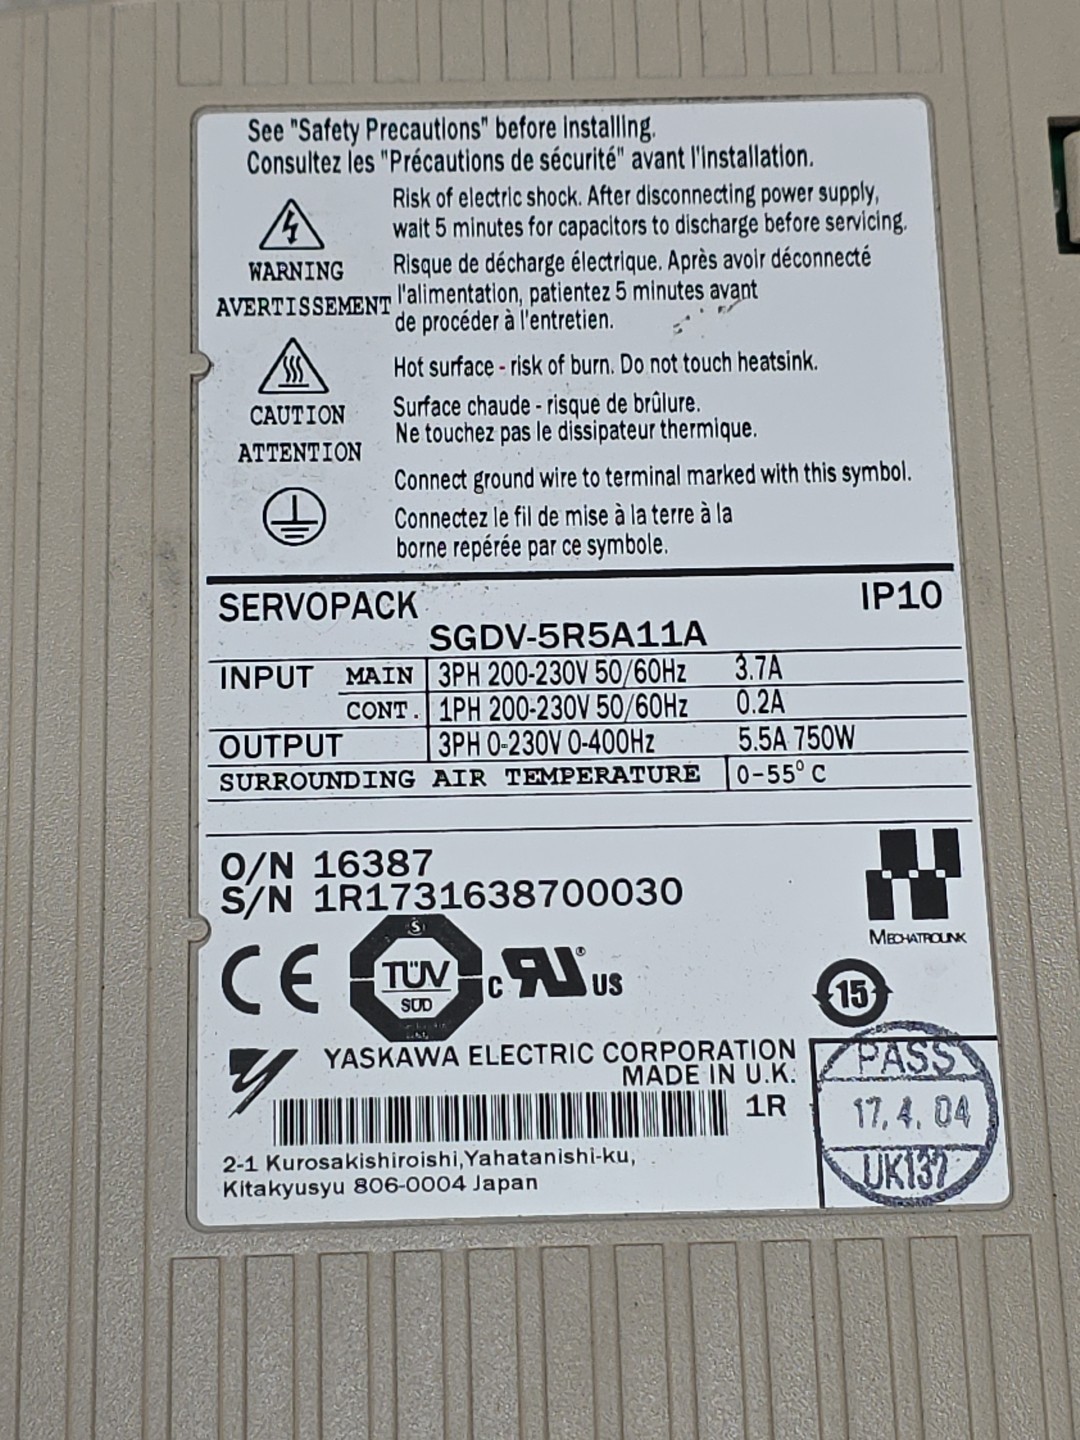 See "Safety Precautions" before installing.
Consultez les "Précautions de sécurité" avant l'installation.
Risk of electric shock. After disconnecting power supply,
wait 5 minutes for capacitors to discharge before servicing.
WARNING
AVERTISSEMENT
Risque de décharge électrique. Après avoir déconnecté
l'alimentation, patientez 5 minutes avant
de procéder à l'entretien.
Hot surface - risk of burn. Do not touch heatsink.
CAUTION
ATTENTION
Surface chaude - risque de brûlure.
Ne touchez pas le dissipateur thermique.
Connect ground wire to terminal marked with this symbol.
Connectez le fil de mise à la terre à la
borne repérée par ce symbole.
SERVOPACK IP10
SGDV-5R5A11A
INPUT MAIN 3PH 200-230V 50/60Hz 3.7A
CONT. 1PH 200-230V 50/60Hz 0.2A
OUTPUT 3PH 0-230V 0-400Hz 5.5A 750W
SURROUNDING AIR TEMPERATURE 0-55° C
O/N 16387
S/N 1R1731638700030
MECHATROLINK
CE
S
TÜV
SÜD
C RU ® US
15
YASKAWA ELECTRIC CORPORATION
MADE IN U.K.
1R
2-1 Kurosakishiroishi,Yahatanishi-ku,
Kitakyusyu 806-0004 Japan
PASS
17.4.04
UK137